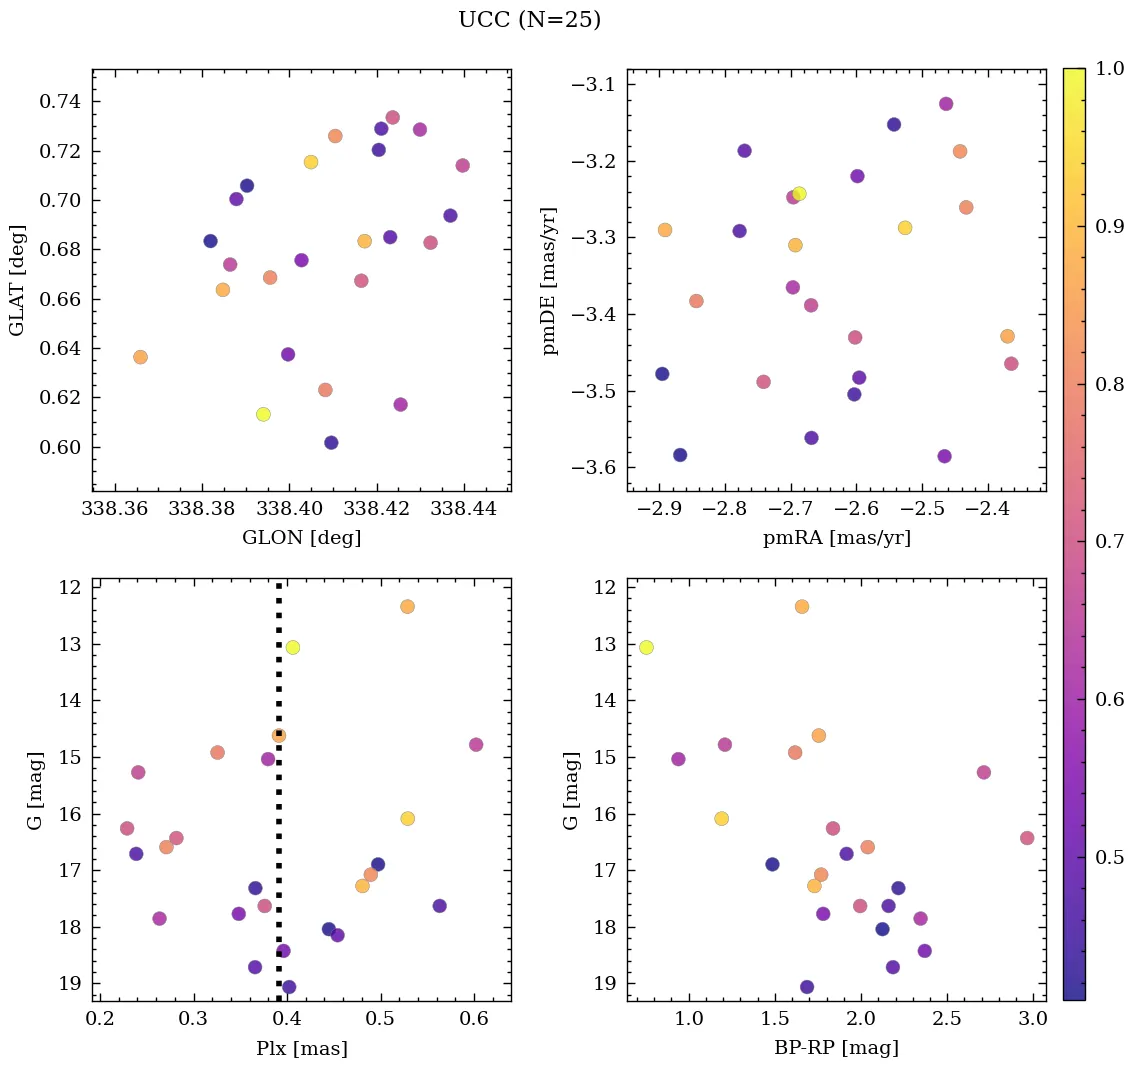 UCC (N=25)
0.74
0.72
0.70
0.68
0.66
0.64
0.62
0.60
GLAT [deg]
338.36 338.38 338.40 338.42 338.44
GLON [deg]
−3.1
−3.2
−3.3
−3.4
−3.5
−3.6
pmDE [mas/yr]
−2.9 −2.8 −2.7 −2.6 −2.5 −2.4
pmRA [mas/yr]
1.0
0.9
0.8
0.7
0.6
0.5
12
13
14
15
16
17
18
19
G [mag]
0.2 0.3 0.4 0.5 0.6
Plx [mas]
12
13
14
15
16
17
18
19
G [mag]
1.0 1.5 2.0 2.5 3.0
BP-RP [mag]